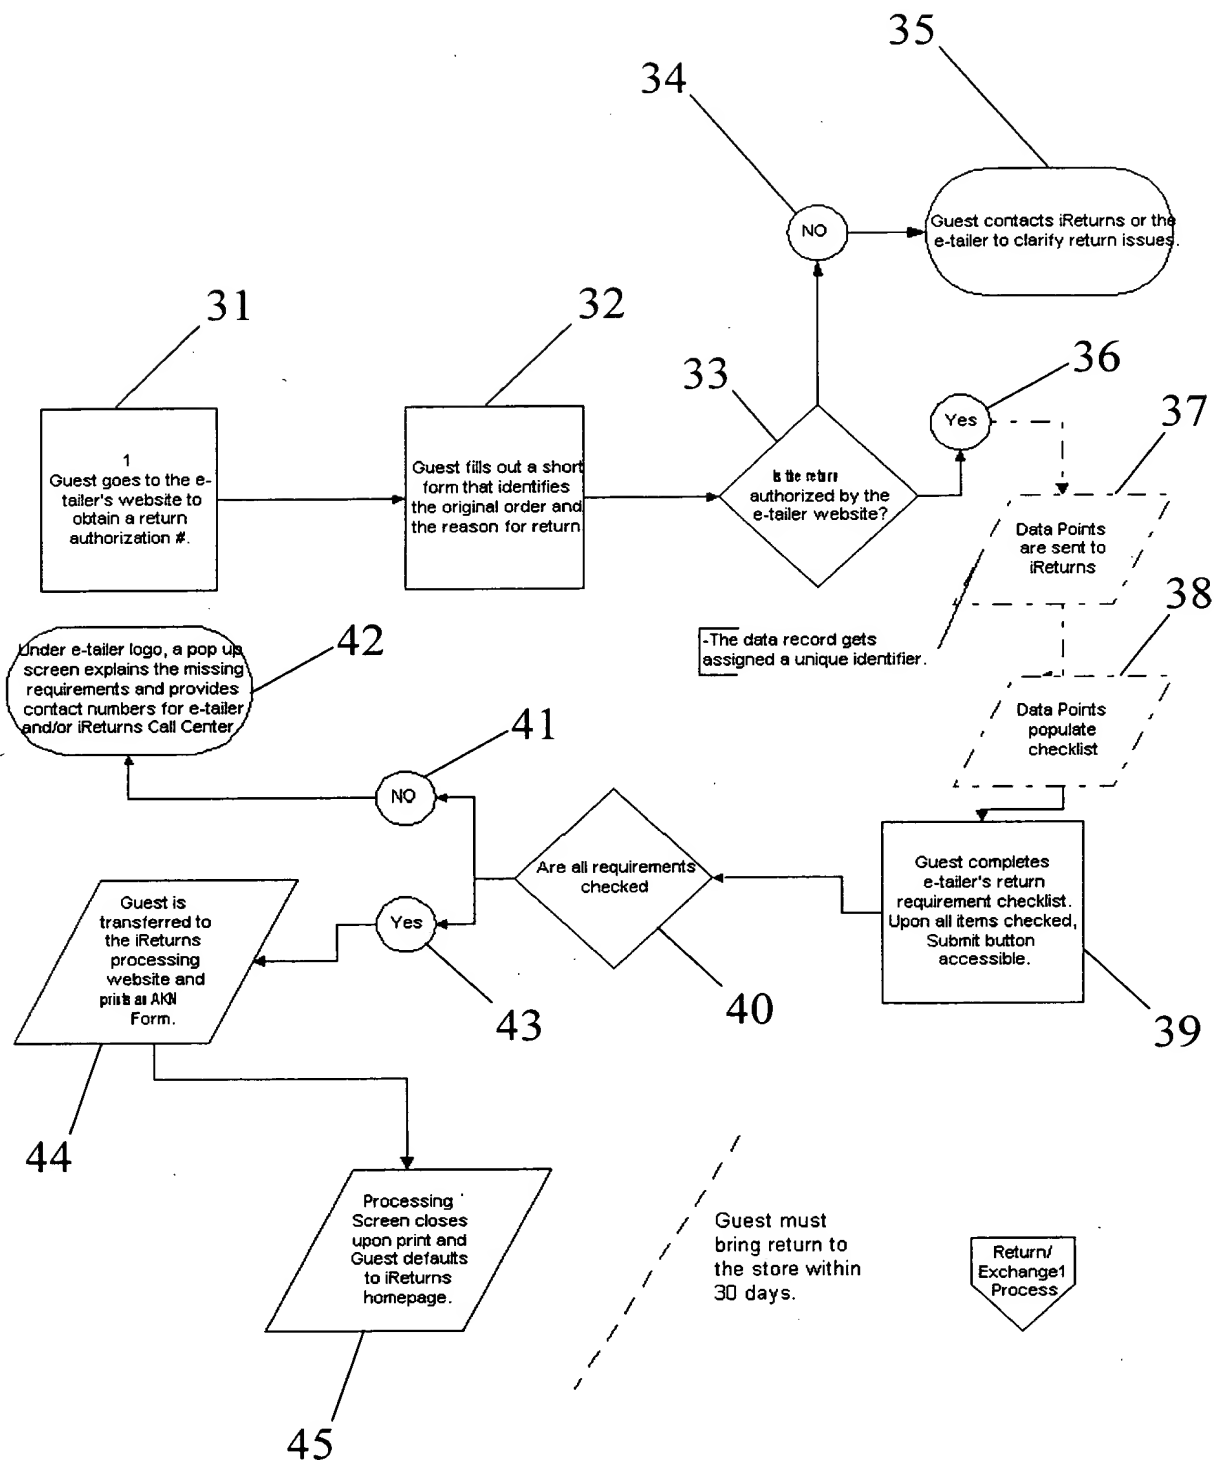 35
34
NO
Guest contacts iReturns or the
e-tailer to clarify return issues.
31
32
33
36
37
1
Guest goes to the e-
tailer's website to
obtain a return
authorization #.
Guest fills out a short
form that identifies
the original order and
the reason for return
Is the return
authorized by the
e-tailer website?
Yes
Data Points
are sent to
iReturns
38
-The data record gets
assigned a unique identifier.
Data Points
populate
checklist
42
Under e-tailer logo, a pop up
screen explains the missing
requirements and provides
contact numbers for e-tailer
and/or iReturns Call Center
41
NO
Are all requirements
checked
Guest completes
e-tailer's return
requirement checklist.
Upon all items checked,
Submit button
accessible.
Yes
Guest is
transferred to
the iReturns
processing
website and
prints an AKN
Form.
43
40
39
44
Processing
Screen closes
upon print and
Guest defaults
to iReturns
homepage.
45
Guest must
bring return to
the store within
30 days.
Return/
Exchange1
Process